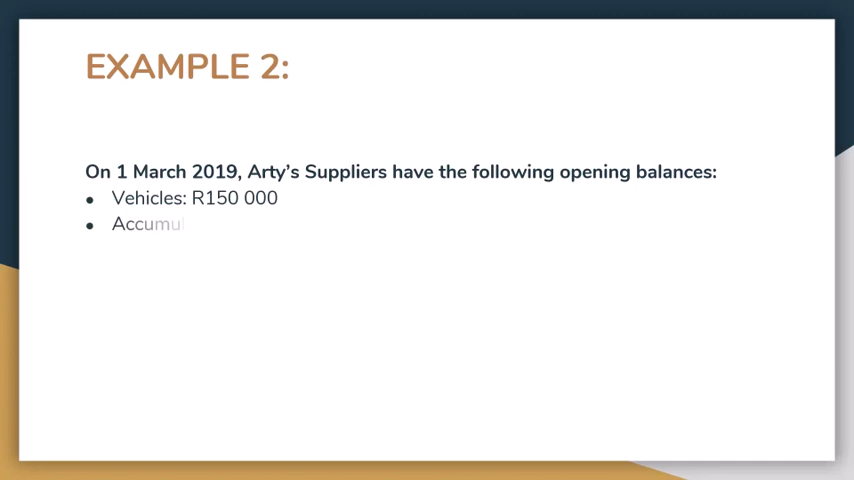 EXAMPLE 2:
On 1 March 2019, Arty's Suppliers have the following opening balances:
● Vehicles: R150 000
● Accumul